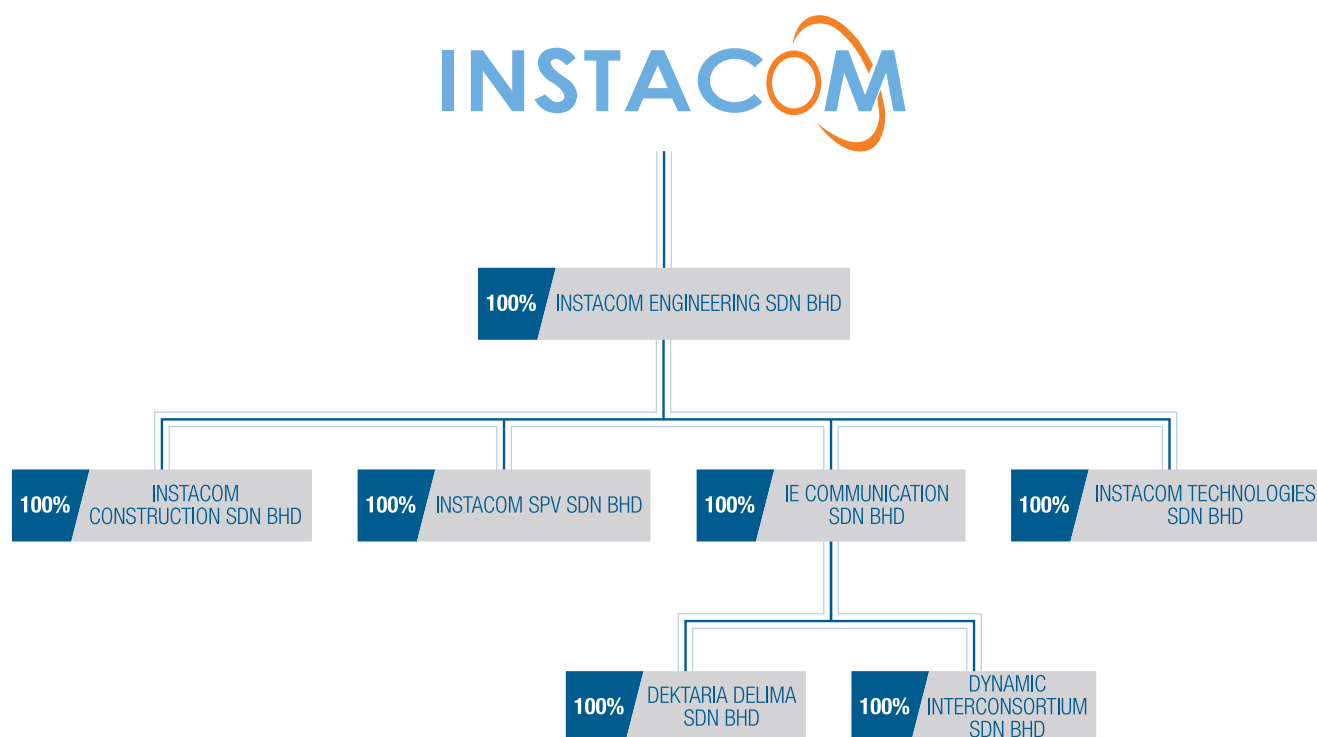 INSTACOM
100% INSTACOM ENGINEERING SDN BHD
100% INSTACOM
CONSTRUCTION SDN BHD
100% INSTACOM SPV SDN BHD
100% IE COMMUNICATION
SDN BHD
100% INSTACOM TECHNOLOGIES
SDN BHD
100% DEKTARIA DELIMA
SDN BHD
100% DYNAMIC
INTERCONSORTIUM
SDN BHD